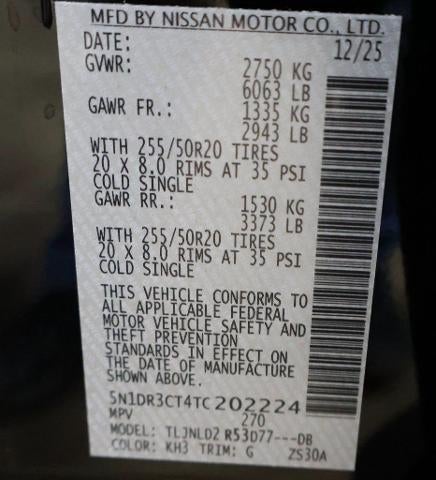 MFD BY NISSAN MOTOR CO., LTD.
DATE: 12/25
GVWR: 2750 KG
6063 LB
GAWR FR.: 1335 KG
2943 LB
WITH 255/50R20 TIRES
20 X 8.0 RIMS AT 35 PSI
COLD SINGLE
GAWR RR.: 1530 KG
3373 LB
WITH 255/50R20 TIRES
20 X 8.0 RIMS AT 35 PSI
COLD SINGLE
THIS VEHICLE CONFORMS TO
ALL APPLICABLE FEDERAL
MOTOR VEHICLE SAFETY AND
THEFT PREVENTION
STANDARDS IN EFFECT ON
THE DATE OF MANUFACTURE
SHOWN ABOVE.
5N1DR3CT4TC202224
MPV 270
MODEL: TLJNLD2 R53D77---DB
COLOR: KH3 TRIM: G ZS30A